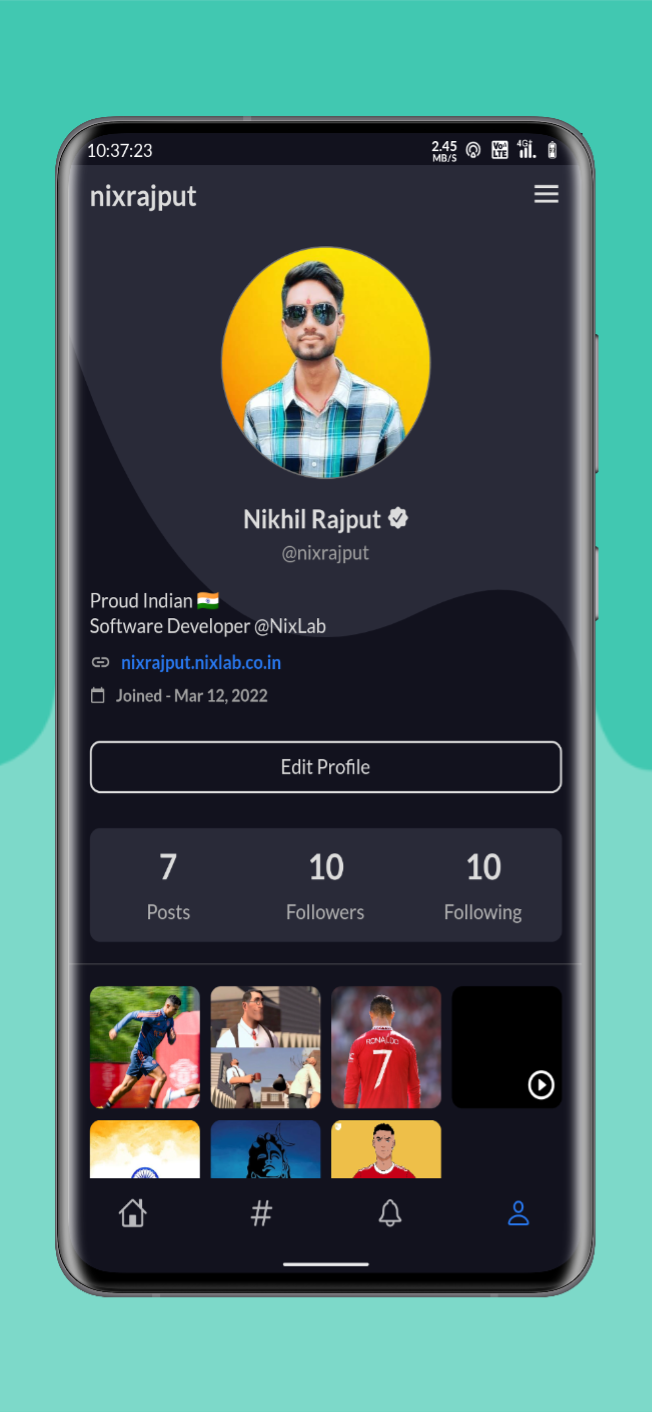 10:37:23
2.45
MB/S
Vo
LTE
4G
nixrajput
Nikhil Rajput
@nixrajput
Proud Indian 🇮🇳
Software Developer @NixLab
nixrajput.nixlab.co.in
Joined - Mar 12, 2022
Edit Profile
7 10 10
Posts Followers Following
RONALDO
7